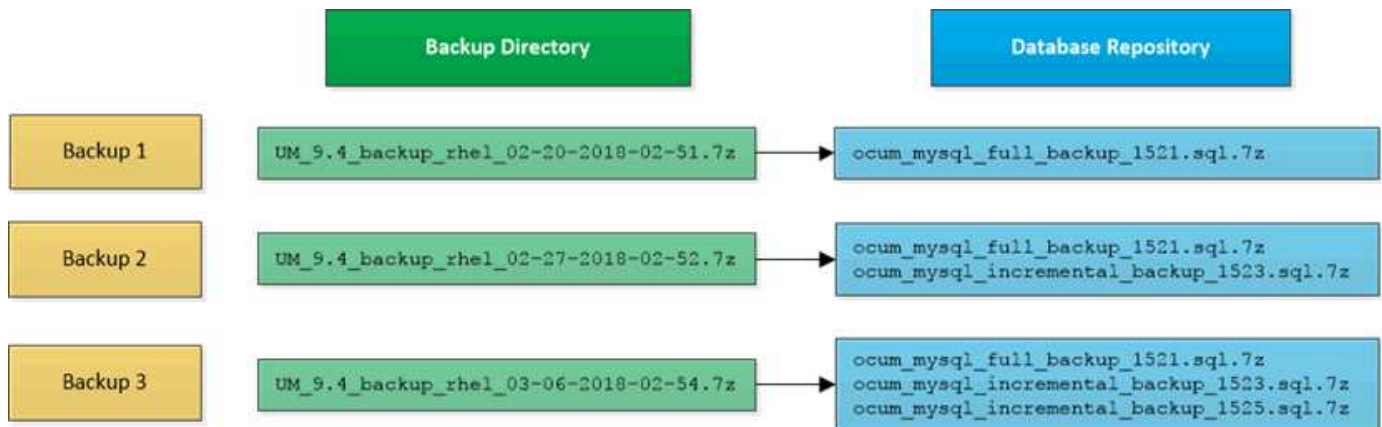 Backup Directory
Database Repository
Backup 1
UM_9.4_backup_rhel_02-20-2018-02-51.7z
ocum_mysql_full_backup_1521.sql.7z
Backup 2
UM_9.4_backup_rhel_02-27-2018-02-52.7z
ocum_mysql_full_backup_1521.sql.7z
ocum_mysql_incremental_backup_1523.sql.7z
Backup 3
UM_9.4_backup_rhel_03-06-2018-02-54.7z
ocum_mysql_full_backup_1521.sql.7z
ocum_mysql_incremental_backup_1523.sql.7z
ocum_mysql_incremental_backup_1525.sql.7z